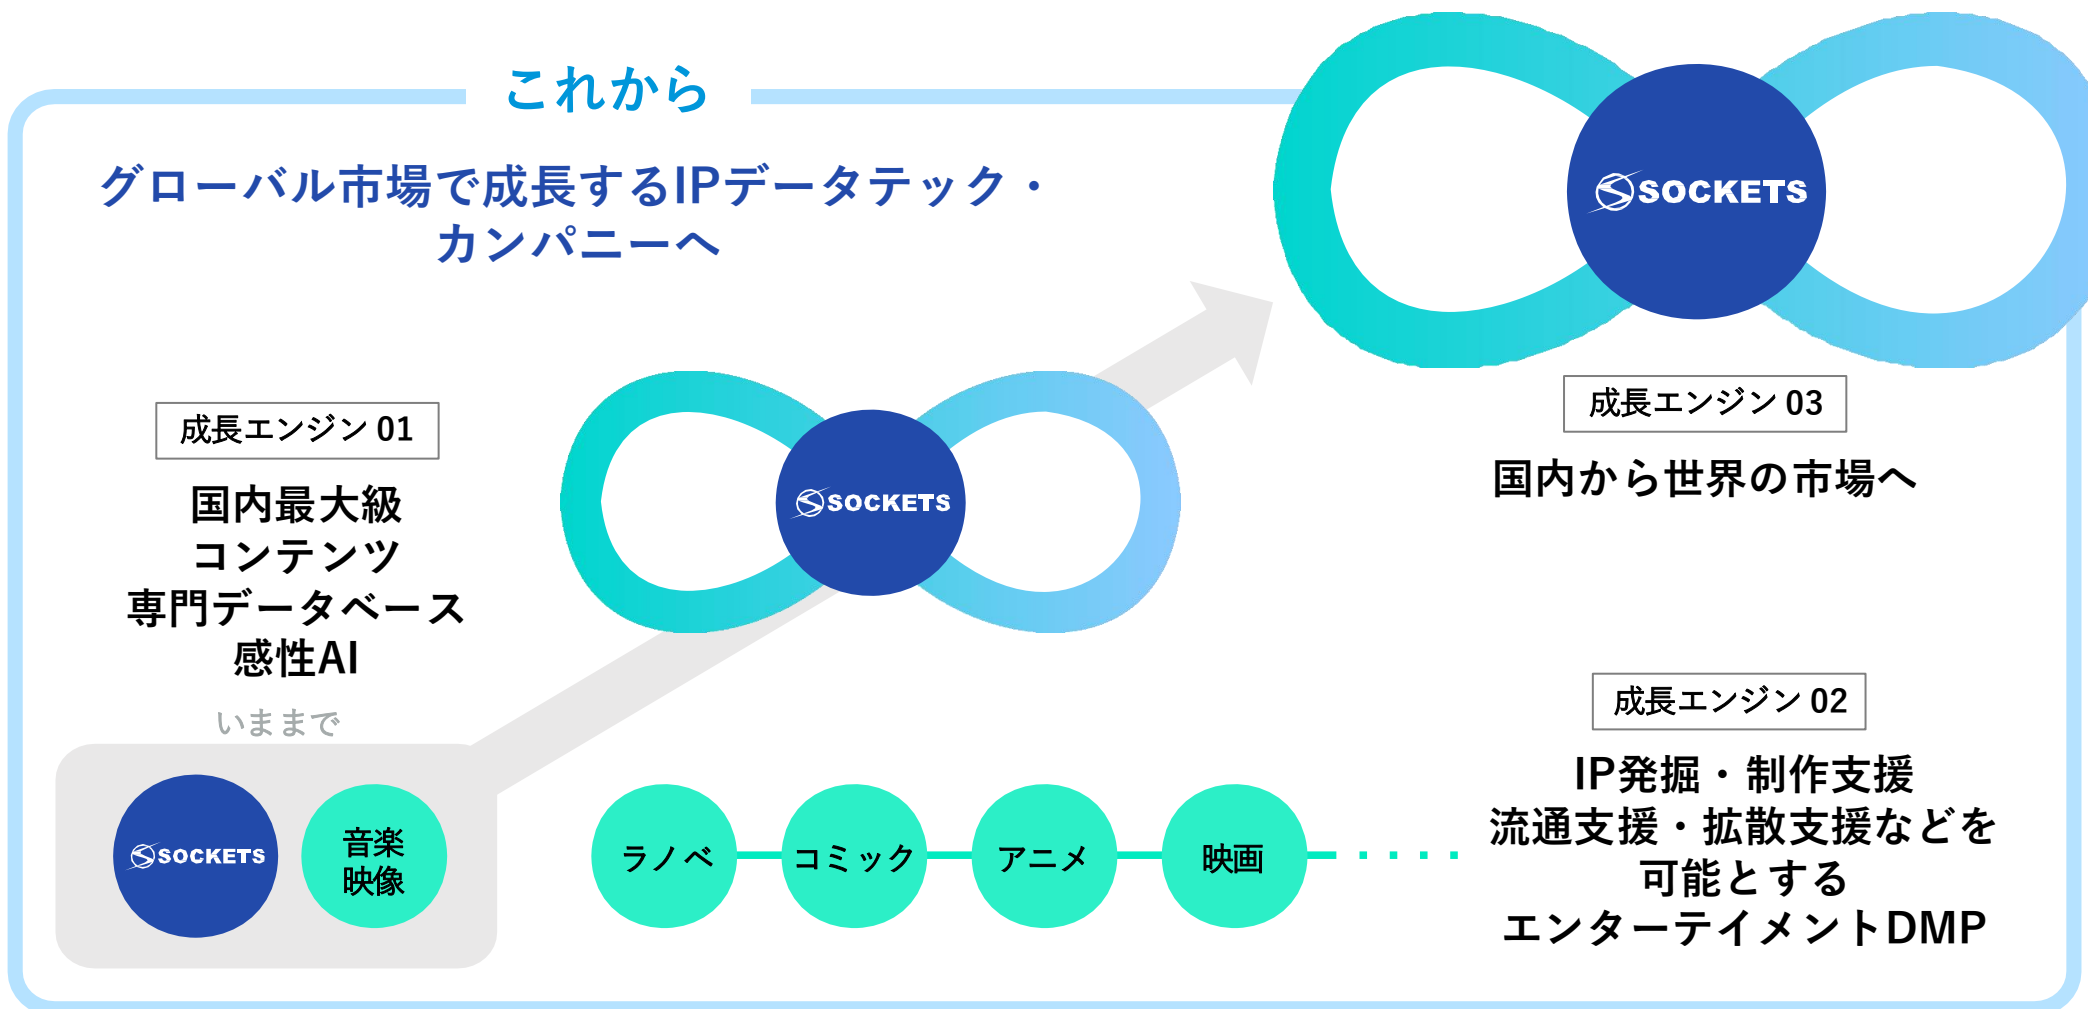 これから
グローバル市場で成長するIPデータテック・
カンパニーへ
SOCKETS
成長エンジン 01
国内最大級
コンテンツ
専門データベース
感性AI
SOCKETS
成長エンジン 03
国内から世界の市場へ
いままで
SOCKETS
音楽
映像
ラノベ
コミック
アニメ
映画
成長エンジン 02
IP発掘・制作支援
流通支援・拡散支援などを
可能とする
エンターテイメントDMP